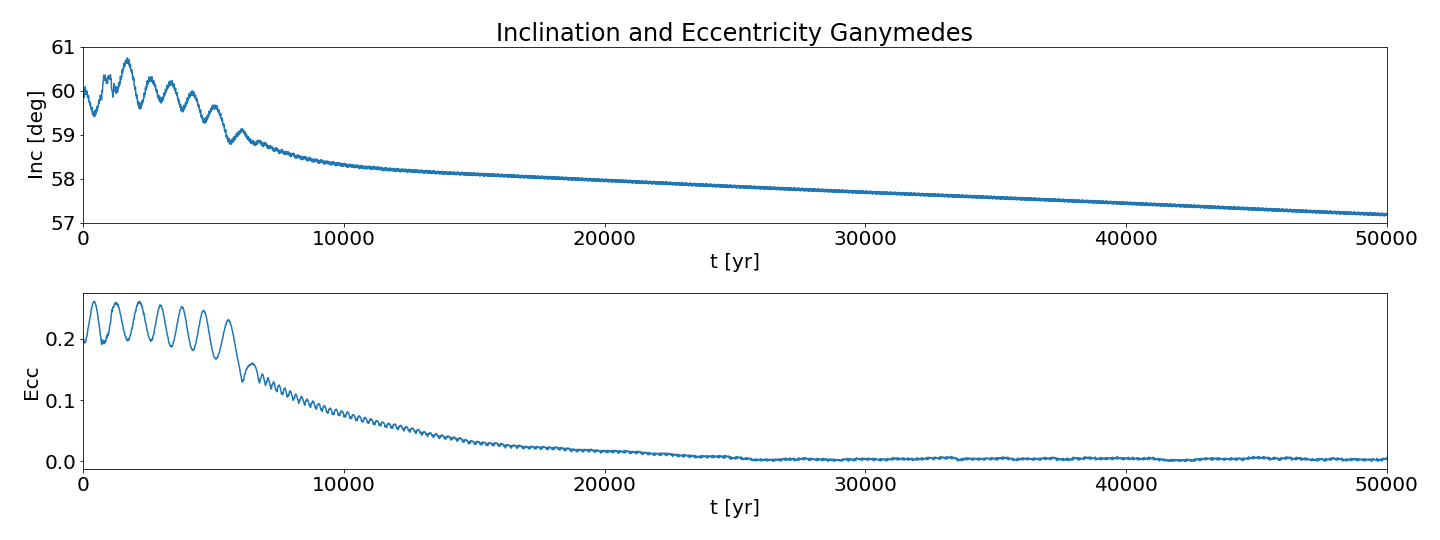 Inclination and Eccentricity Ganymedes
Inc [deg]
61
60
59
58
57
0 10000 20000 30000 40000 50000
t [yr]
Ecc
0.2
0.1
0.0
0 10000 20000 30000 40000 50000
t [yr]